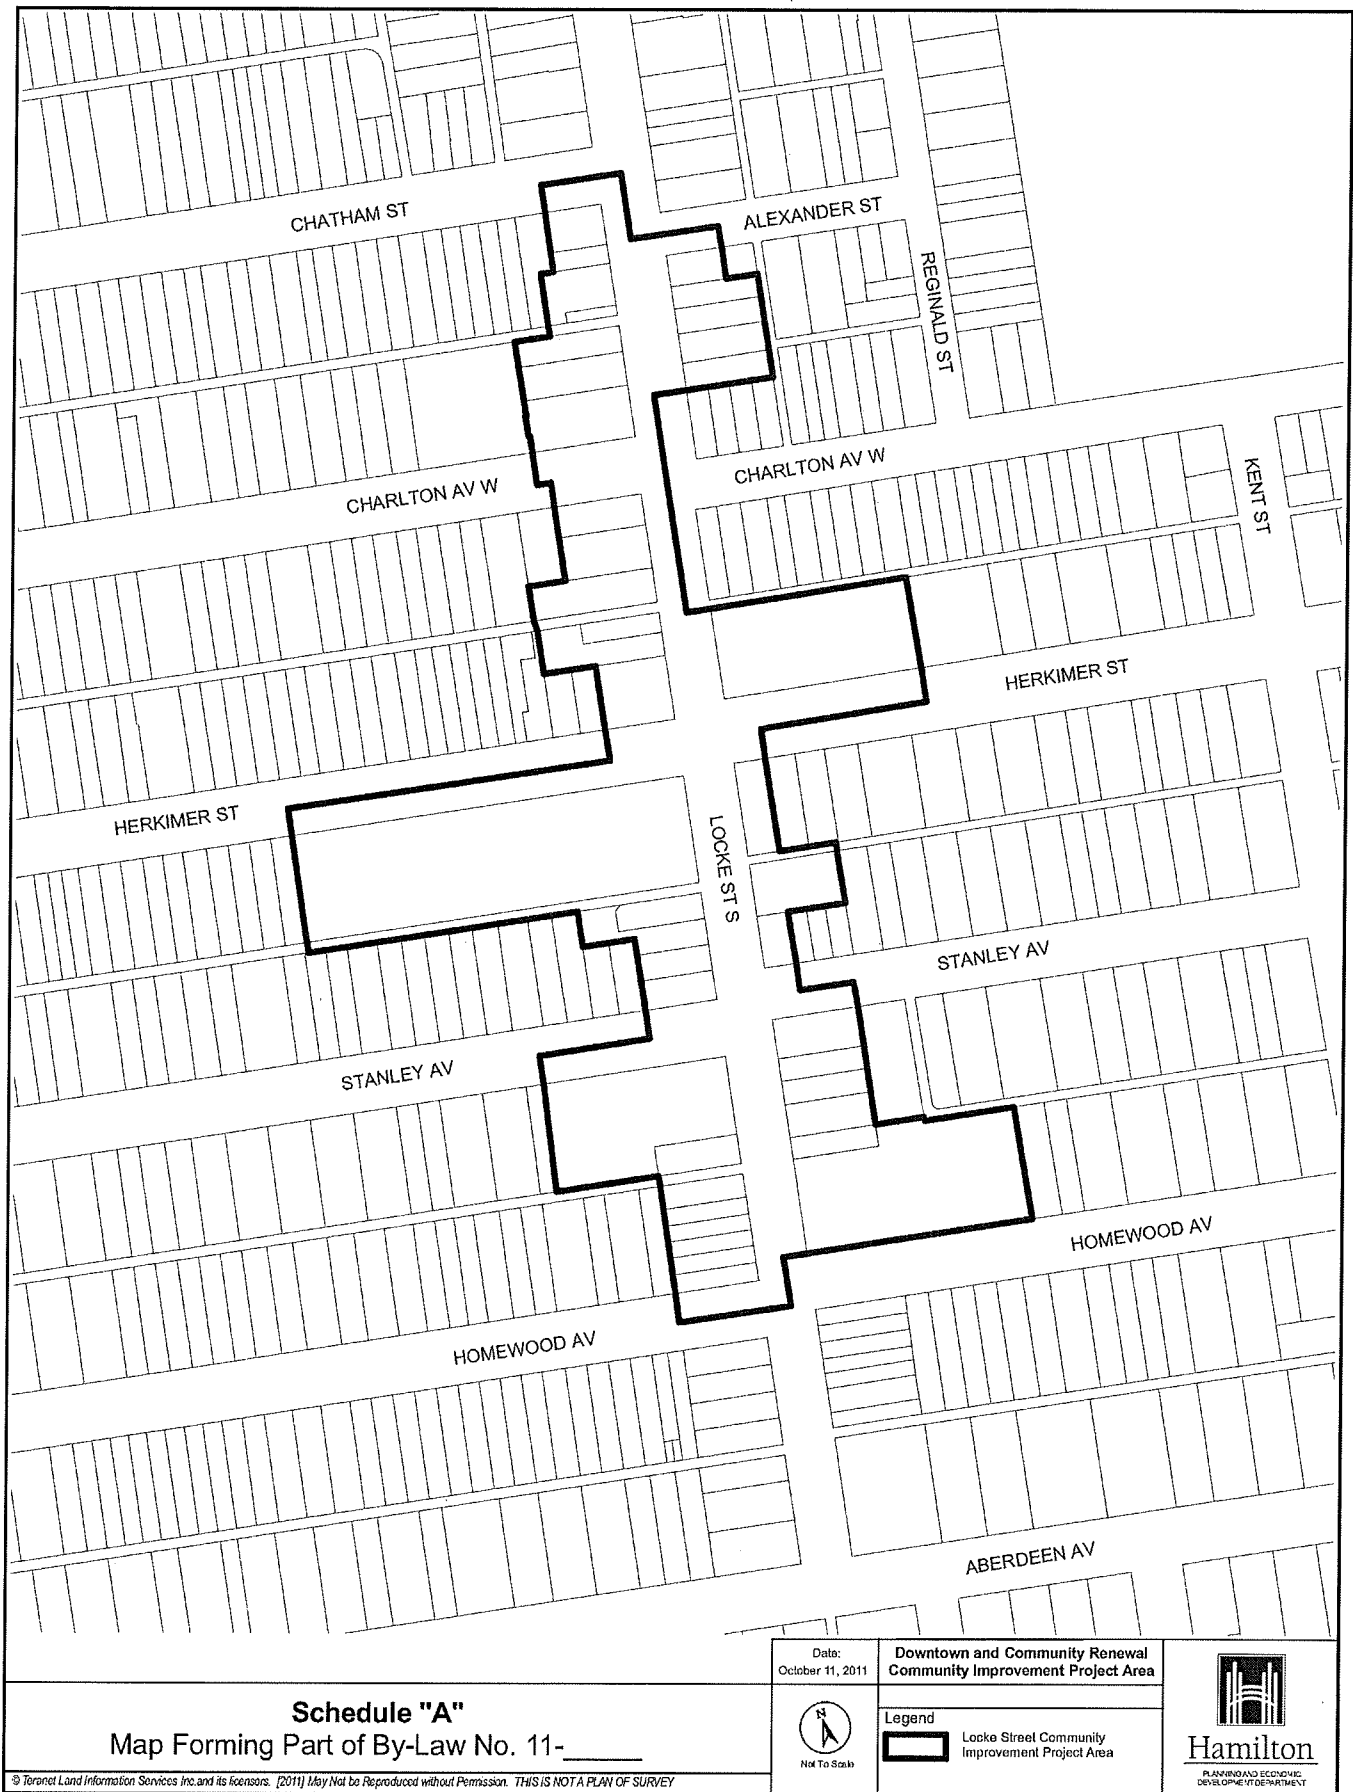 CHATHAM ST
ALEXANDER ST
REGINALD ST
CHARLTON AV W
CHARLTON AV W
KENT ST
HERKIMER ST
HERKIMER ST
LOCKE ST S
STANLEY AV
STANLEY AV
HOMEWOOD AV
HOMEWOOD AV
ABERDEEN AV
Date:
October 11, 2011
Downtown and Community Renewal
Community Improvement Project Area
Schedule "A"
Map Forming Part of By-Law No. 11-_____
N
Not To Scale
Legend
Locke Street Community
Improvement Project Area
Hamilton
PLANNING AND ECONOMIC
DEVELOPMENT DEPARTMENT
© Teranet Land Information Services Inc. and its licensors. [2011] May Not be Reproduced without Permission. THIS IS NOT A PLAN OF SURVEY